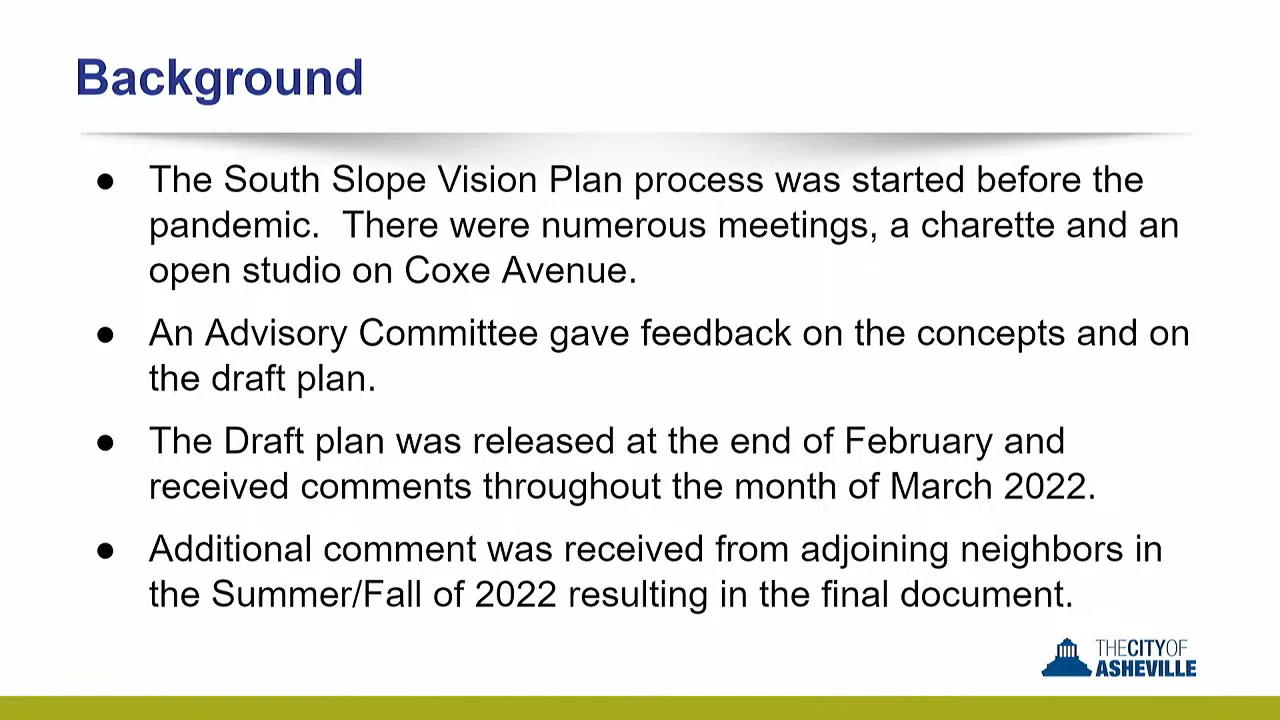 Background
● The South Slope Vision Plan process was started before the
pandemic.  There were numerous meetings, a charette and an
open studio on Coxe Avenue.
● An Advisory Committee gave feedback on the concepts and on
the draft plan.
● The Draft plan was released at the end of February and
received comments throughout the month of March 2022.
● Additional comment was received from adjoining neighbors in
the Summer/Fall of 2022 resulting in the final document.
THE CITY OF
ASHEVILLE